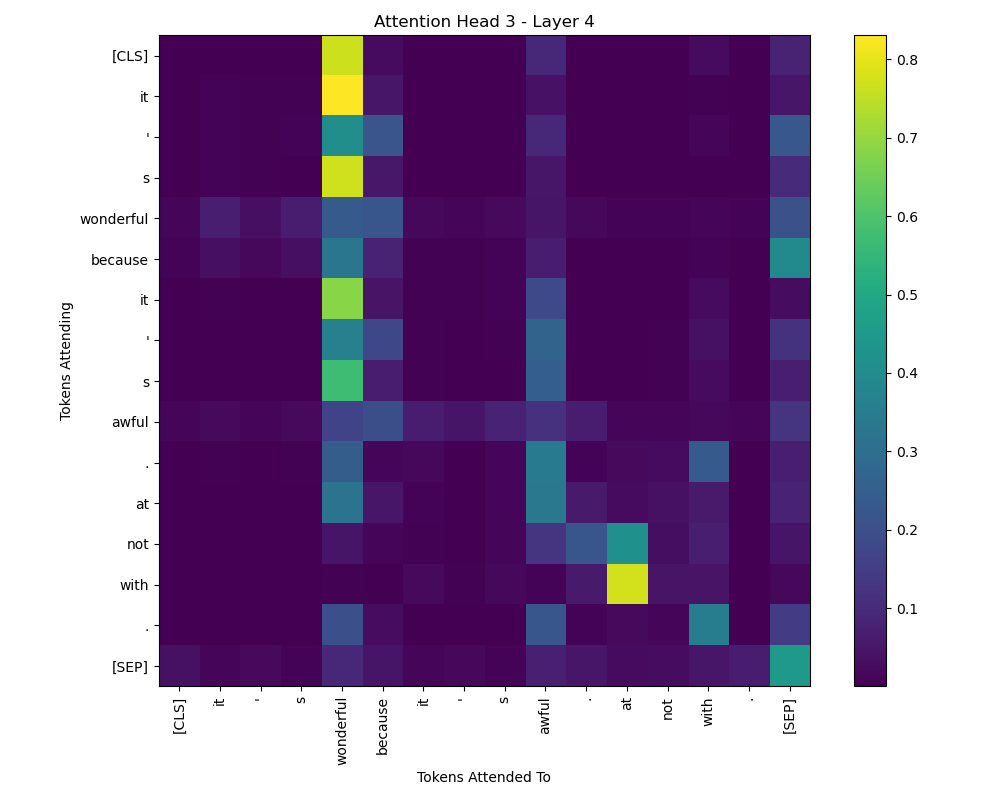 Attention Head 3 - Layer 4
[CLS]
it
'
s
wonderful
because
it
'
s
awful
.
at
not
with
.
[SEP]
Tokens Attending
[CLS]
it
'
s
wonderful
because
it
'
s
awful
.
at
not
with
.
[SEP]
Tokens Attended To
0.8
0.7
0.6
0.5
0.4
0.3
0.2
0.1